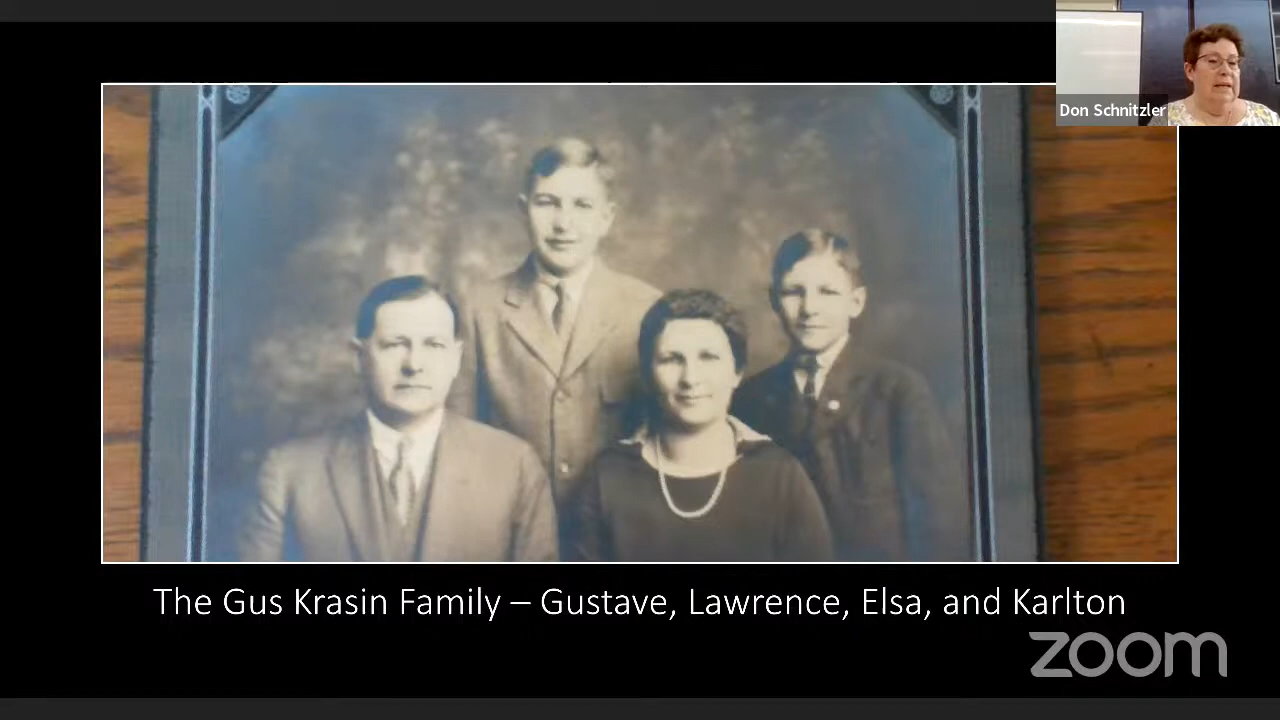 Don Schnitzler
The Gus Krasin Family – Gustave, Lawrence, Elsa, and Karlton
zoom